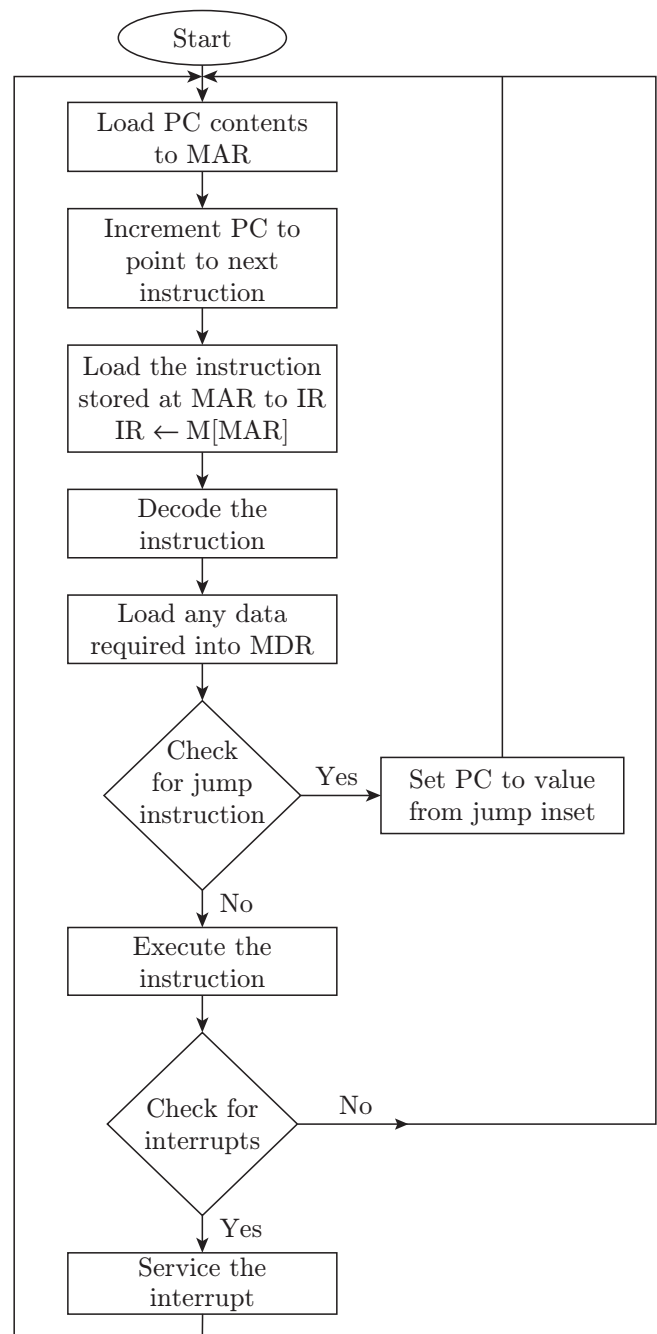 Start
Load PC contents
to MAR
Increment PC to
point to next
instruction
Load the instruction
stored at MAR to IR
IR ← M[MAR]
Decode the
instruction
Load any data
required into MDR
Check
for jump
instruction
Yes
Set PC to value
from jump inset
No
Execute the
instruction
Check for
interrupts
No
Yes
Service the
interrupt